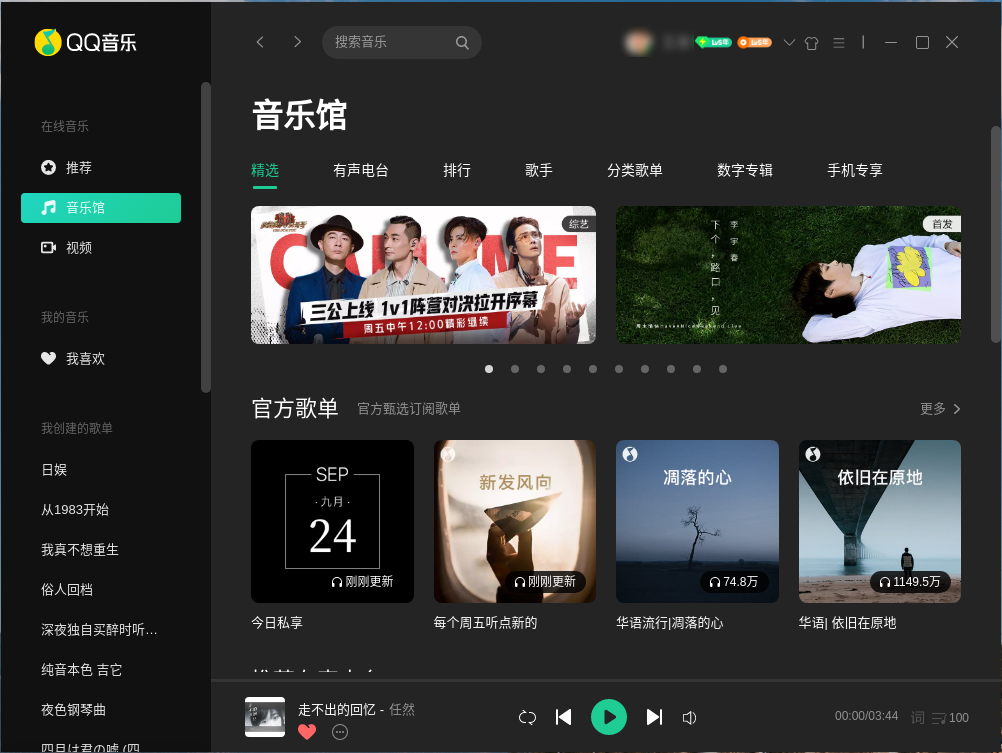 QQ音乐
搜索音乐
在线音乐
推荐
音乐馆
视频
我的音乐
我喜欢
我创建的歌单
日娱
从1983开始
我真不想重生
俗人回档
深夜独自买醉时听…
纯音本色 吉它
夜色钢琴曲
四月は君の嘘 (四
音乐馆
精选
有声电台
排行
歌手
分类歌单
数字专辑
手机专享
综艺
CALL ME
三公上线 1v1阵营对决拉开序幕
周五中午12:00精彩继续
首发
李宇春
下个,路口,见
官方歌单
官方甄选订阅歌单
更多
SEP
·九月·
24
刚刚更新
今日私享
新发风向
刚刚更新
每个周五听点新的
凋落的心
74.8万
华语流行|凋落的心
依旧在原地
1149.5万
华语| 依旧在原地
走不出的回忆 - 任然
00:00/03:44
词
100